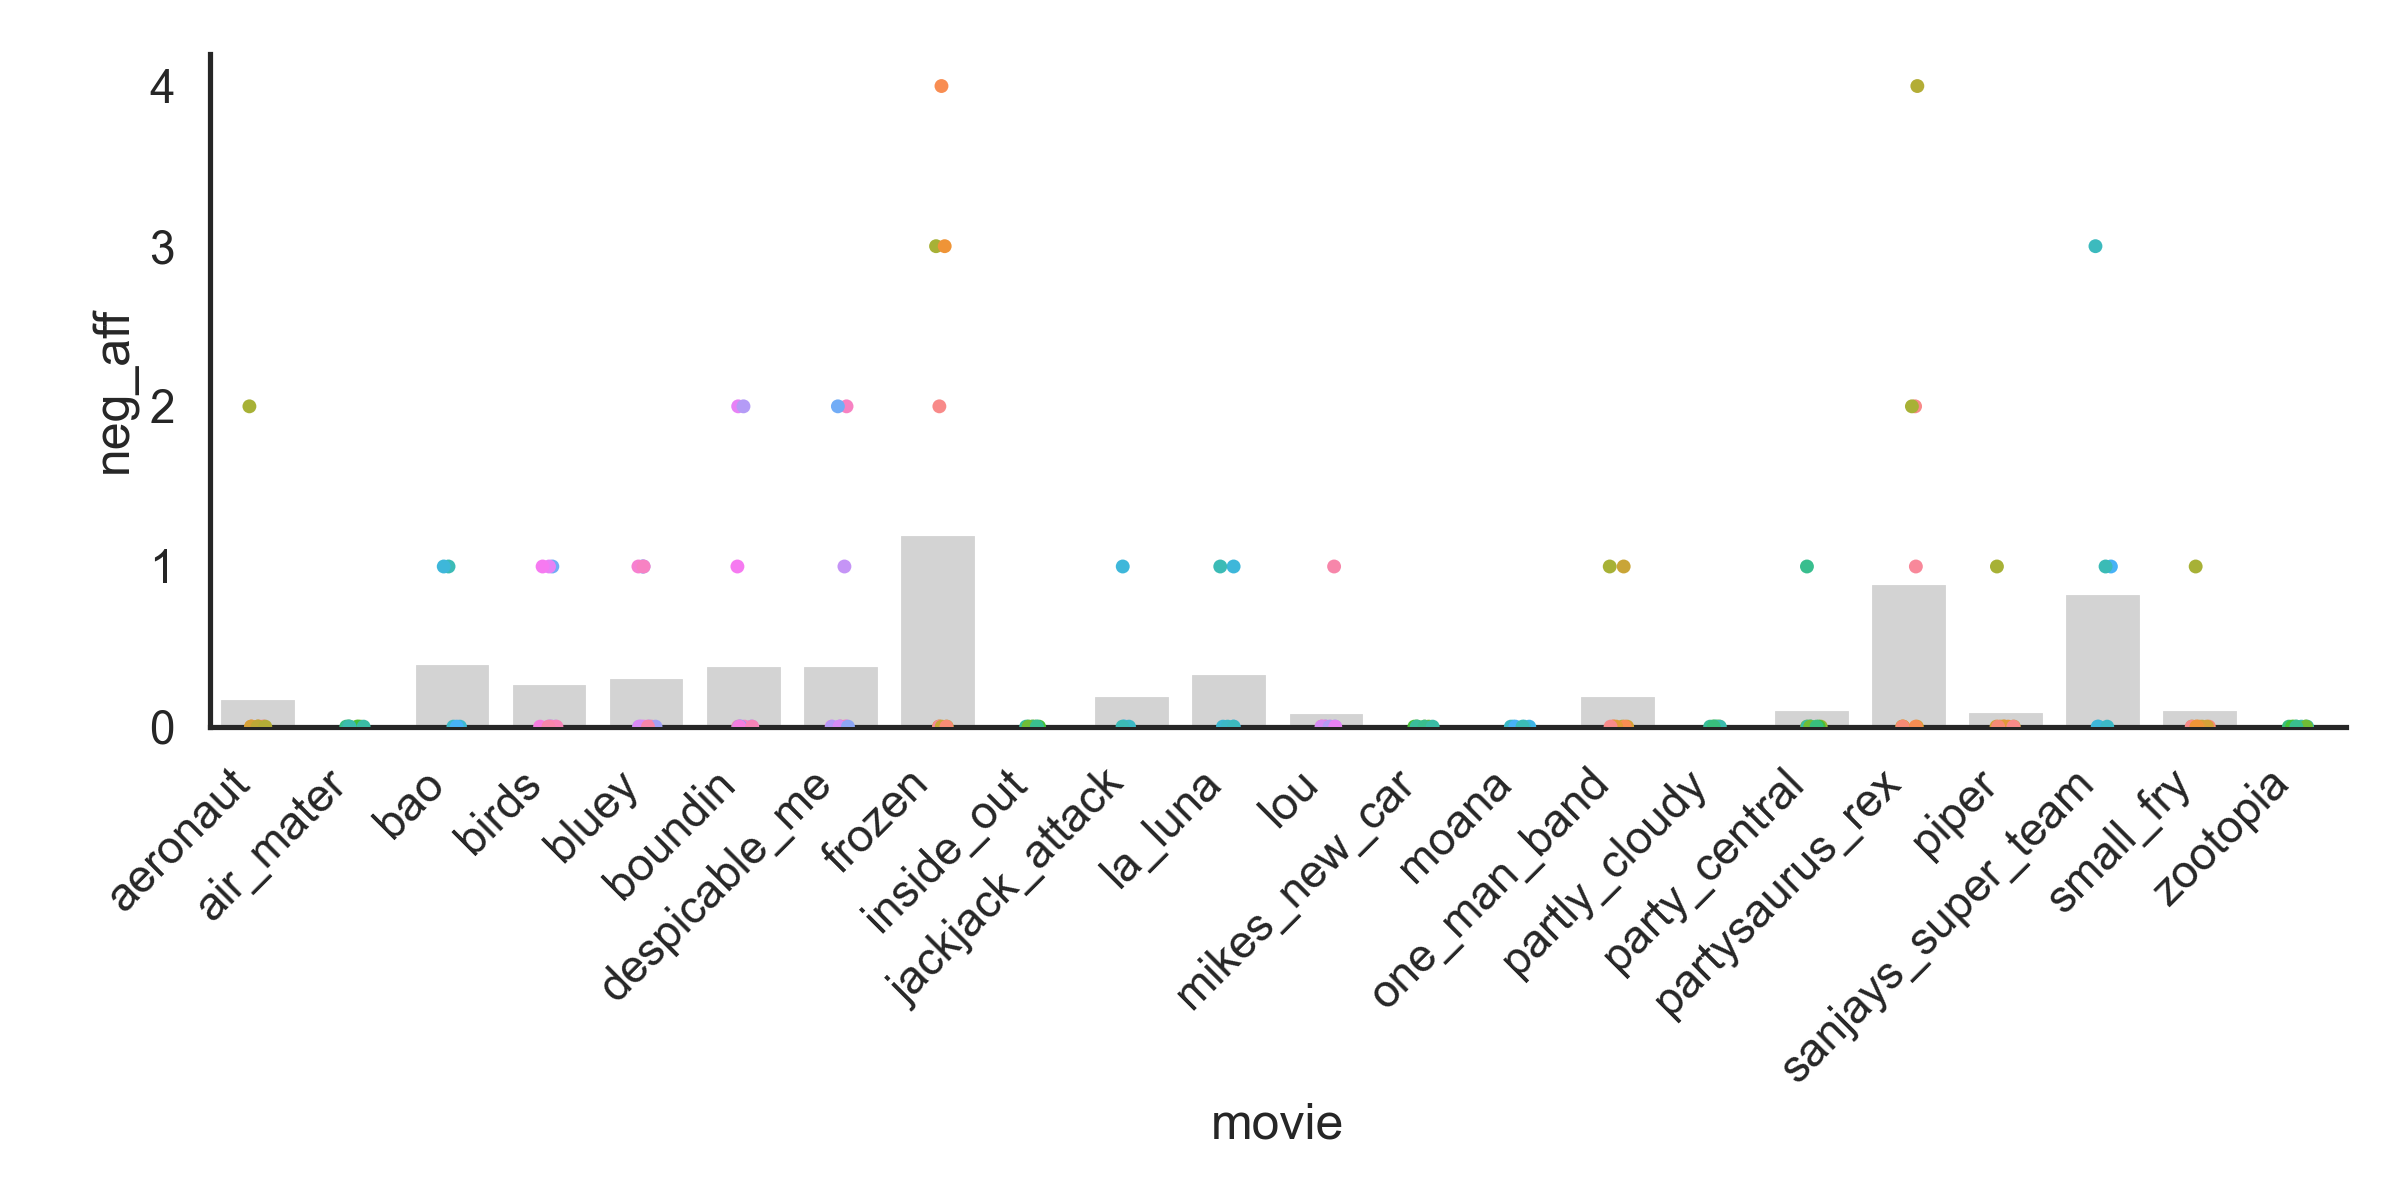 4
3
2
1
0
neg_aff
aeronaut
air_mater
bao
birds
bluey
boundin
despicable_me
frozen
inside_out
jackjack_attack
la_luna
lou
mikes_new_car
moana
one_man_band
partly_cloudy
party_central
partysaurus_rex
piper
sanjays_super_team
small_fry
zootopia
movie